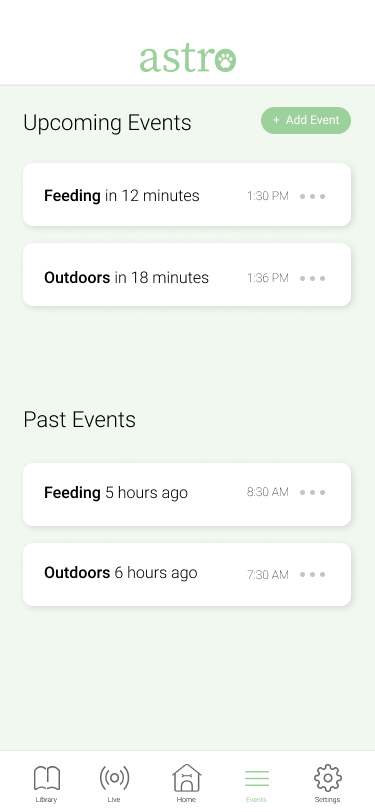 astro
Upcoming Events
+ Add Event
Feeding in 12 minutes 1:30 PM
Outdoors in 18 minutes 1:36 PM
Past Events
Feeding 5 hours ago 8:30 AM
Outdoors 6 hours ago 7:30 AM
Library Live Home Events Settings